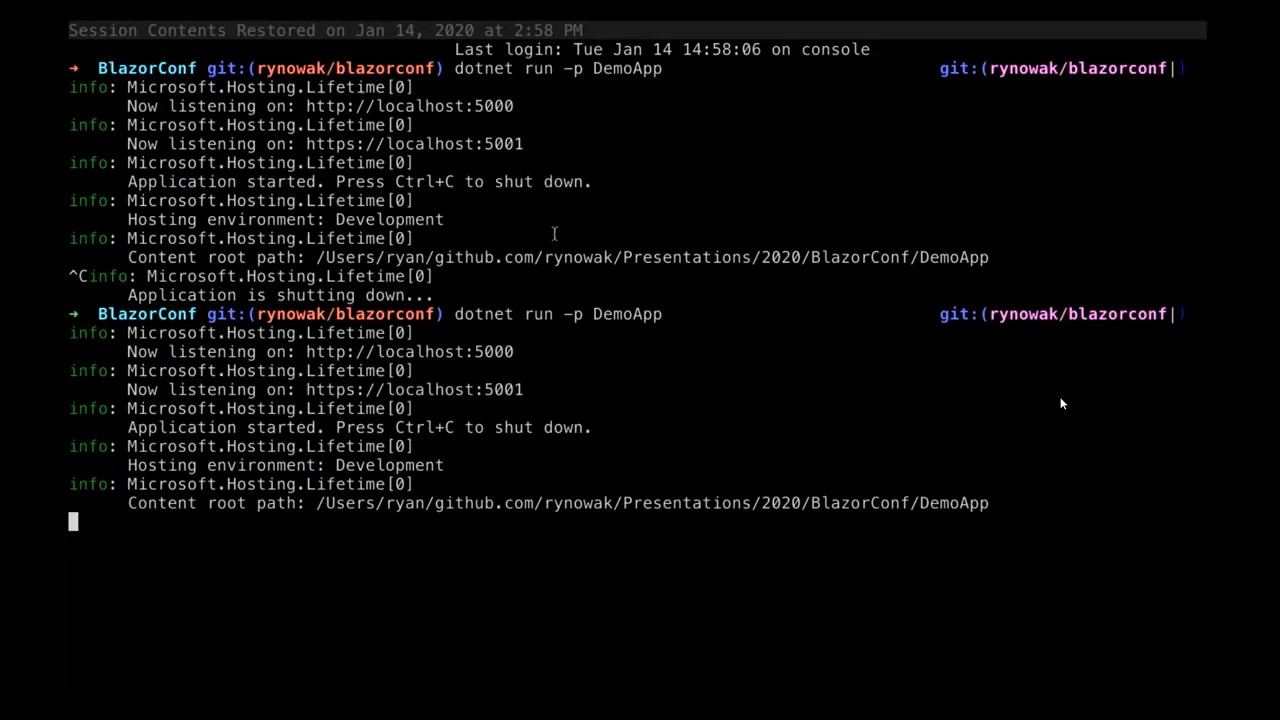 Session Contents Restored on Jan 14, 2020 at 2:58 PM
Last login: Tue Jan 14 14:58:06 on console
→ BlazorConf git:(rynowak/blazorconf) dotnet run -p DemoApp git:(rynowak/blazorconf|)
info: Microsoft.Hosting.Lifetime[0]
Now listening on: http://localhost:5000
info: Microsoft.Hosting.Lifetime[0]
Now listening on: https://localhost:5001
info: Microsoft.Hosting.Lifetime[0]
Application started. Press Ctrl+C to shut down.
info: Microsoft.Hosting.Lifetime[0]
Hosting environment: Development
info: Microsoft.Hosting.Lifetime[0]
Content root path: /Users/ryan/github.com/rynowak/Presentations/2020/BlazorConf/DemoApp
^Cinfo: Microsoft.Hosting.Lifetime[0]
Application is shutting down...
→ BlazorConf git:(rynowak/blazorconf) dotnet run -p DemoApp git:(rynowak/blazorconf|)
info: Microsoft.Hosting.Lifetime[0]
Now listening on: http://localhost:5000
info: Microsoft.Hosting.Lifetime[0]
Now listening on: https://localhost:5001
info: Microsoft.Hosting.Lifetime[0]
Application started. Press Ctrl+C to shut down.
info: Microsoft.Hosting.Lifetime[0]
Hosting environment: Development
info: Microsoft.Hosting.Lifetime[0]
Content root path: /Users/ryan/github.com/rynowak/Presentations/2020/BlazorConf/DemoApp